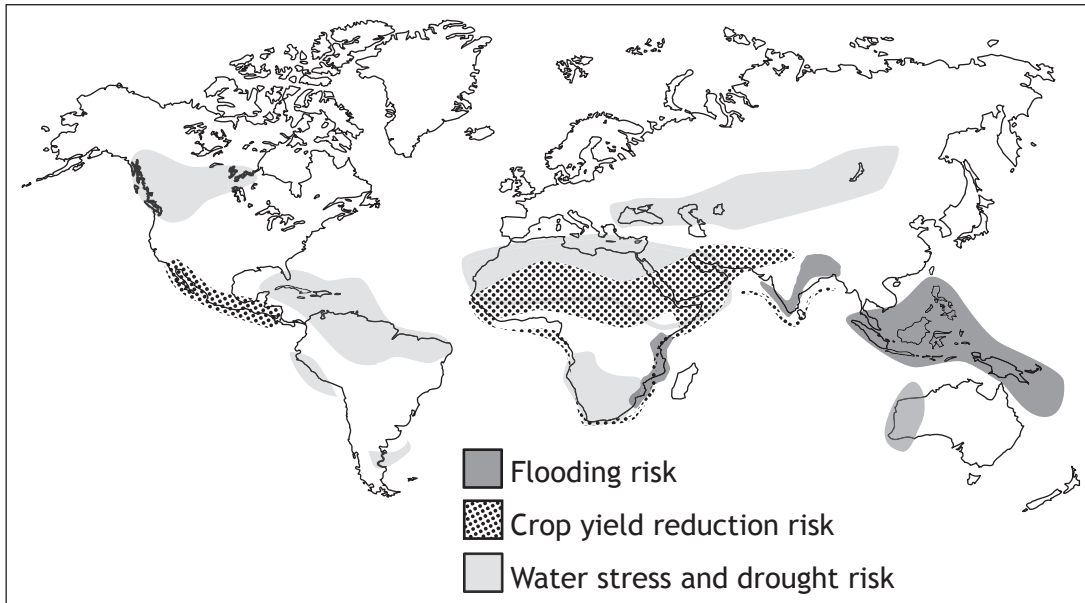 Flooding risk
Crop yield reduction risk
Water stress and drought risk